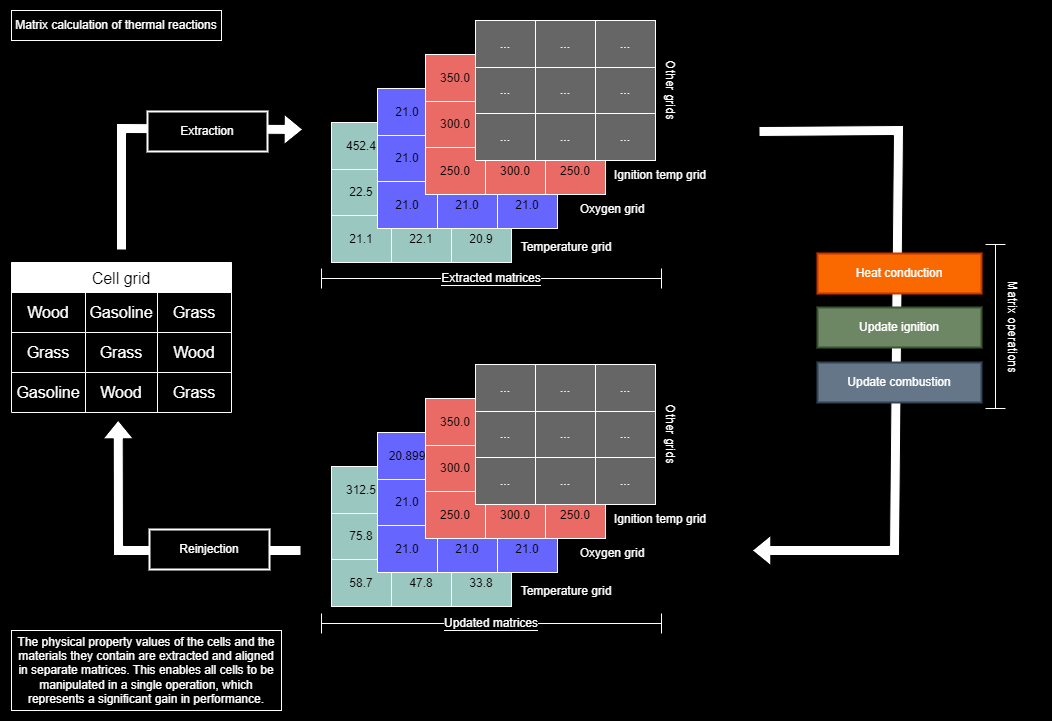 Matrix calculation of thermal reactions
Extraction
... ... ...
... ... ...
... ... ...
Other grids
350.0
300.0
250.0 300.0 250.0
Ignition temp grid
21.0
21.0
21.0 21.0 21.0
Oxygen grid
452.4
22.5
21.1 22.1 20.9
Temperature grid
Extracted matrices
Cell grid
Wood Gasoline Grass
Grass Grass Wood
Gasoline Wood Grass
Heat conduction
Update ignition
Update combustion
Matrix operations
... ... ...
... ... ...
... ... ...
Other grids
350.0
300.0
250.0 300.0 250.0
Ignition temp grid
20.899
21.0
21.0 21.0 21.0
Oxygen grid
312.5
75.8
58.7 47.8 33.8
Temperature grid
Updated matrices
Reinjection
The physical property values of the cells and the
materials they contain are extracted and aligned
in separate matrices. This enables all cells to be
manipulated in a single operation, which
represents a significant gain in performance.